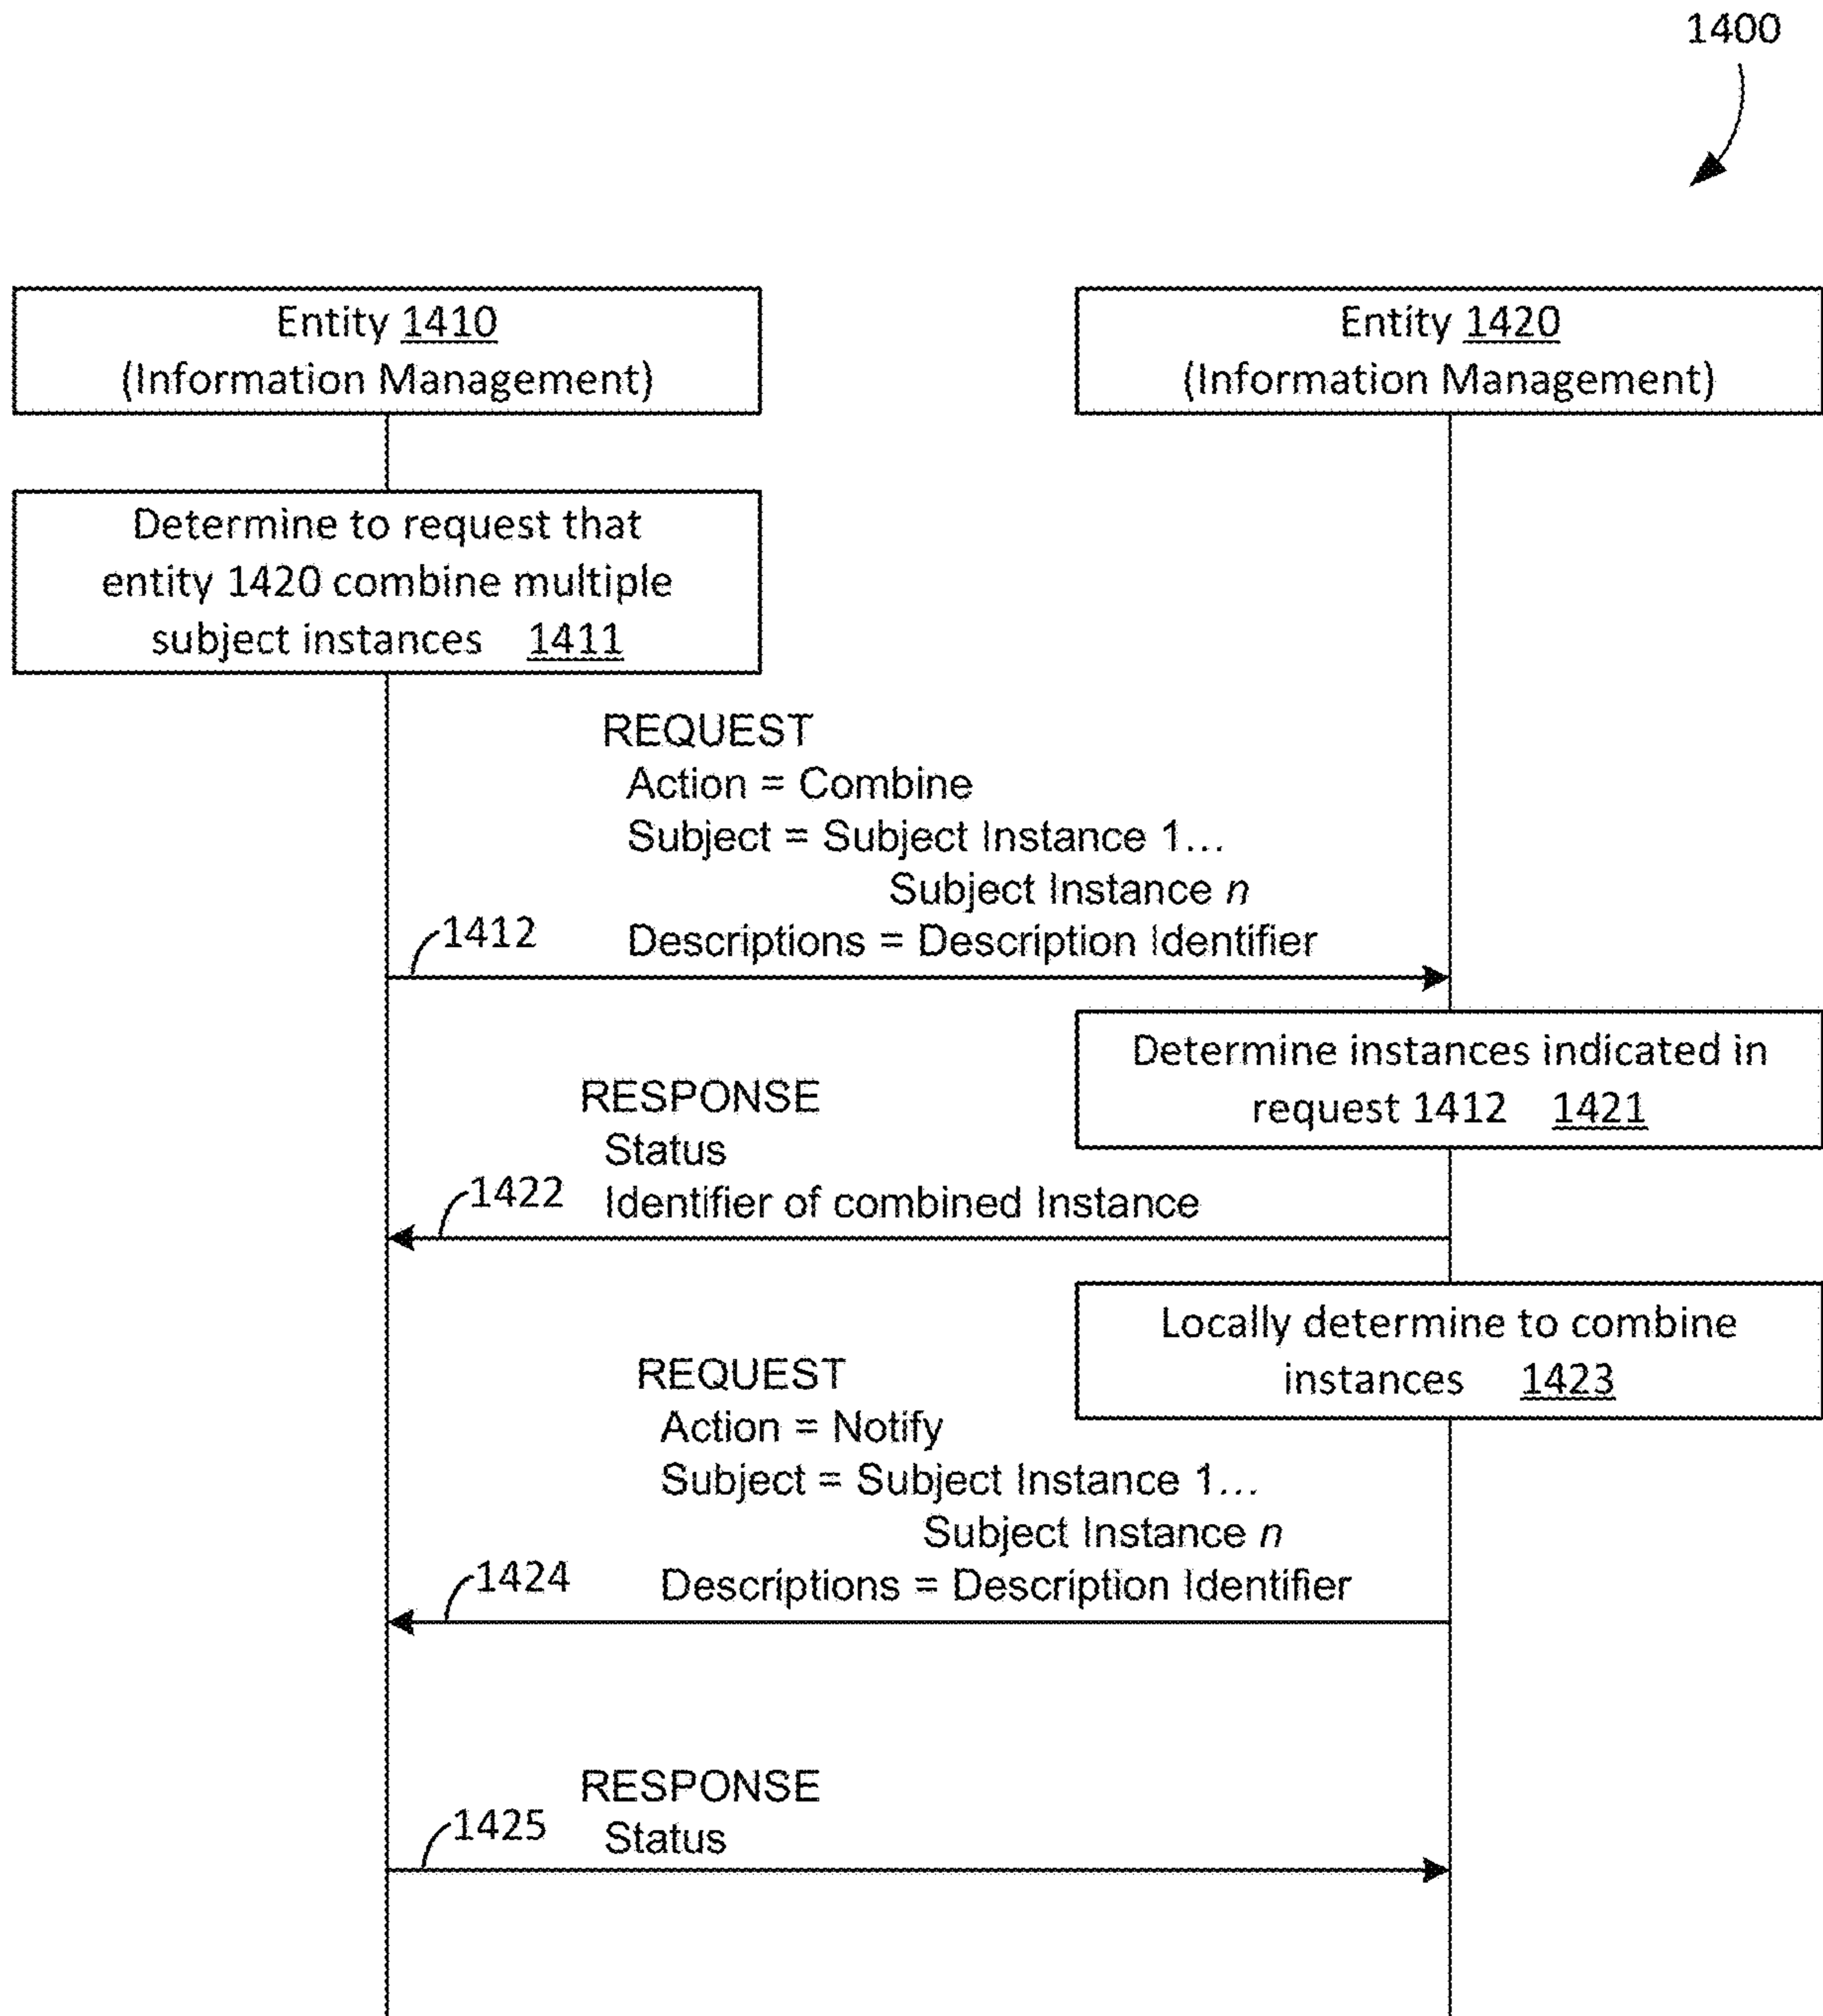 1400
Entity 1410
(Information Management)
Entity 1420
(Information Management)
Determine to request that
entity 1420 combine multiple
subject instances 1411
REQUEST
Action = Combine
Subject = Subject Instance 1...
Subject Instance n
Descriptions = Description Identifier
1412
Determine instances indicated in
request 1412 1421
RESPONSE
Status
Identifier of combined Instance
1422
Locally determine to combine
instances 1423
REQUEST
Action = Notify
Subject = Subject Instance 1...
Subject Instance n
Descriptions = Description Identifier
1424
RESPONSE
Status
1425